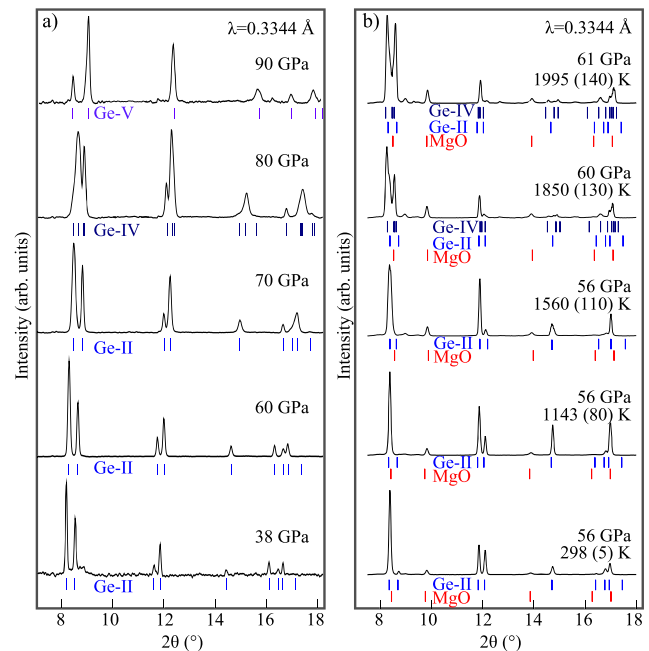 a)
λ=0.3344 Å
90 GPa
Ge-V
80 GPa
Ge-IV
70 GPa
Ge-II
60 GPa
Ge-II
38 GPa
Ge-II
8 10 12 14 16 18
2θ (°)
Intensity (arb. units)
b)
λ=0.3344 Å
61 GPa
1995 (140) K
Ge-IV
Ge-II
MgO
60 GPa
1850 (130) K
Ge-IV
Ge-II
MgO
56 GPa
1560 (110) K
Ge-II
MgO
56 GPa
1143 (80) K
Ge-II
MgO
56 GPa
298 (5) K
Ge-II
MgO
8 10 12 14 16 18
2θ (°)
Intensity (arb. units)